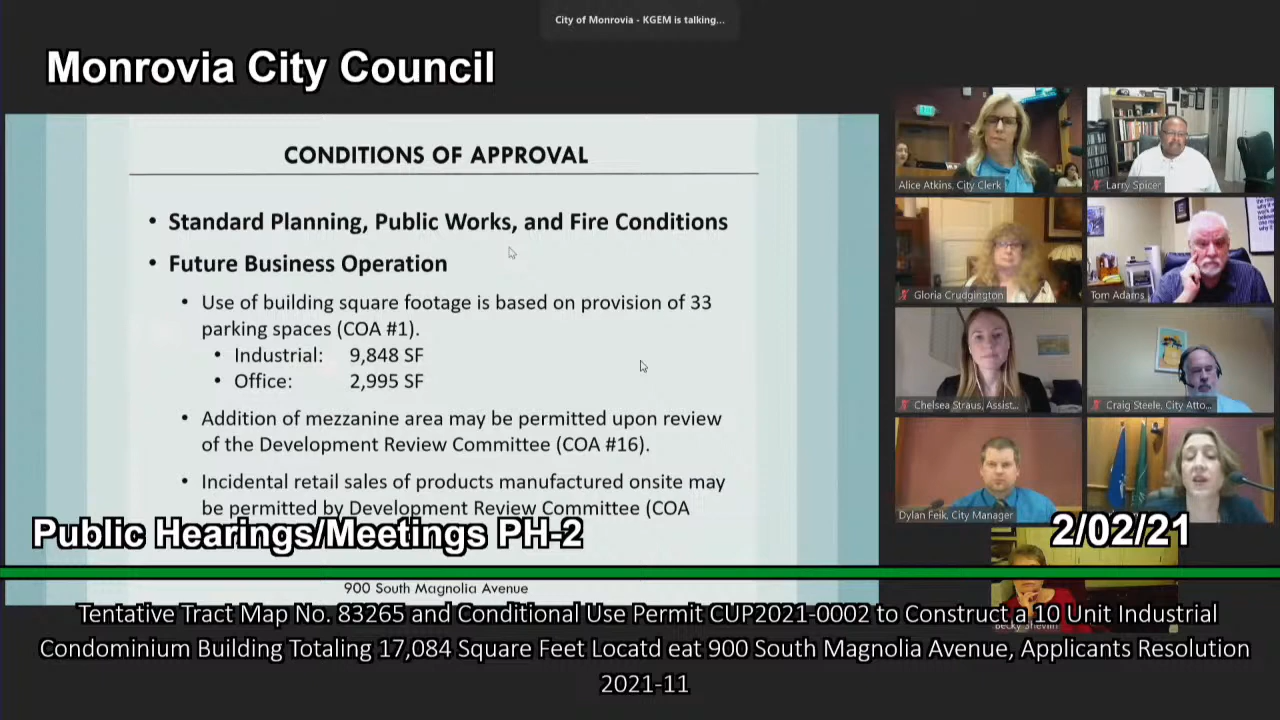 City of Monrovia - KGEM is talking...
Monrovia City Council
CONDITIONS OF APPROVAL
• Standard Planning, Public Works, and Fire Conditions
• Future Business Operation
• Use of building square footage is based on provision of 33
parking spaces (COA #1).
• Industrial: 9,848 SF
• Office: 2,995 SF
• Addition of mezzanine area may be permitted upon review
of the Development Review Committee (COA #16).
• Incidental retail sales of products manufactured onsite may
be permitted by Development Review Committee (COA
900 South Magnolia Avenue
Alice Atkins, City Clerk
Larry Spicer
Gloria Crudgington
Tom Adams
Chelsea Straus, Assist...
Craig Steele, City Atto...
Dylan Feik, City Manager
Becky Shevlin
Public Hearings/Meetings PH-2
2/02/21
Tentative Tract Map No. 83265 and Conditional Use Permit CUP2021-0002 to Construct a 10 Unit Industrial
Condominium Building Totaling 17,084 Square Feet Locatd eat 900 South Magnolia Avenue, Applicants Resolution
2021-11